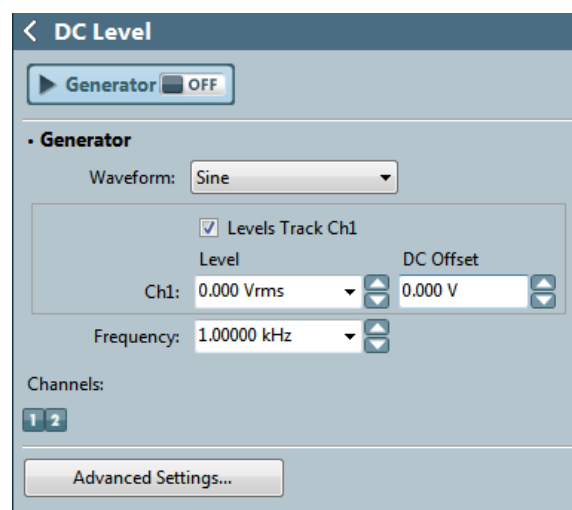 DC Level
Generator OFF
• Generator
Waveform: Sine
Levels Track Ch1
Level DC Offset
Ch1: 0.000 Vrms 0.000 V
Frequency: 1.00000 kHz
Channels:
1 2
Advanced Settings...